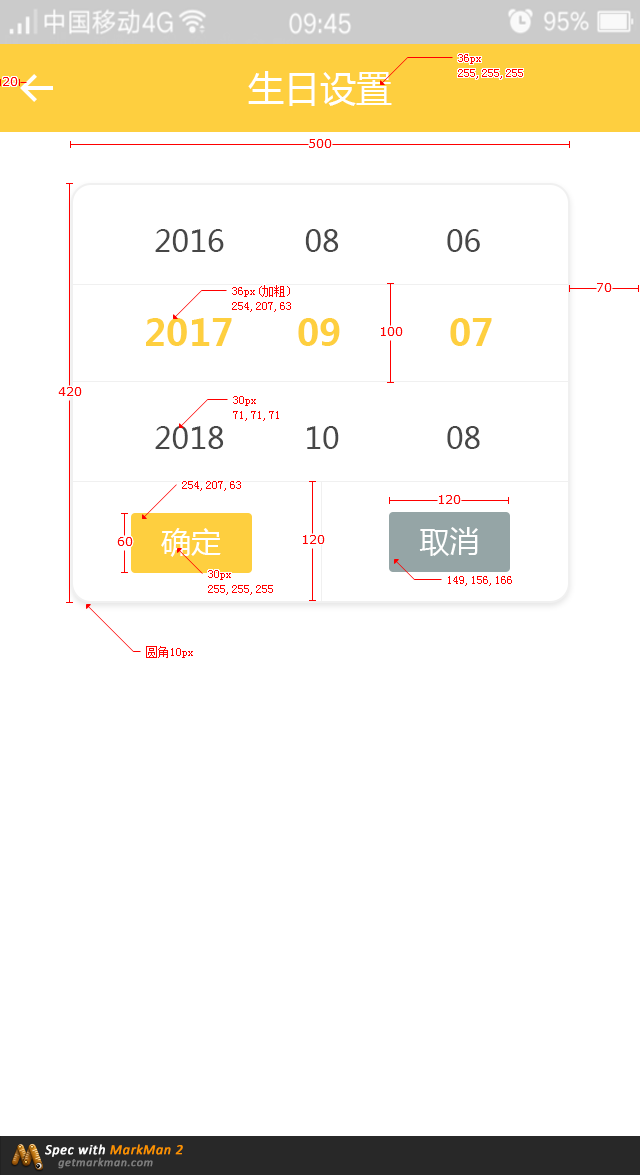 中国移动4G 09:45 95%
20
生日设置
36px
255, 255, 255
500
2016 08 06
70
36px (加粗)
254, 207, 63
2017 09 07
100
420
30px
71, 71, 71
2018 10 08
254, 207, 63
120
60
确定
120
取消
30px
255, 255, 255
149, 156, 166
圆角10px
Spec with MarkMan 2
getmarkman.com